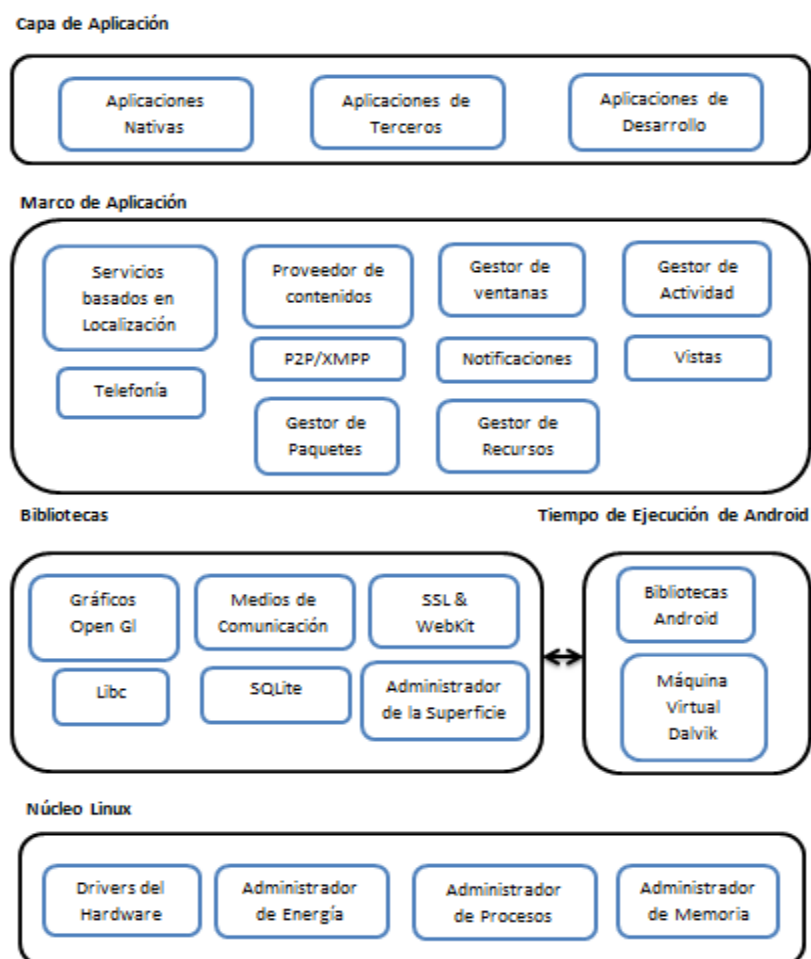 Capa de Aplicación
Aplicaciones
Nativas
Aplicaciones de
Terceros
Aplicaciones de
Desarrollo
Marco de Aplicación
Servicios
basados en
Localización
Proveedor de
contenidos
Gestor de
ventanas
Gestor de
Actividad
Telefonía
P2P/XMPP
Notificaciones
Vistas
Gestor de
Paquetes
Gestor de
Recursos
Bibliotecas
Gráficos
Open Gl
Medios de
Comunicación
SSL &
WebKit
Libc
SQLite
Administrador
de la Superficie
Tiempo de Ejecución de Android
Bibliotecas
Android
Máquina
Virtual
Dalvik
Núcleo Linux
Drivers del
Hardware
Administrador
de Energía
Administrador
de Procesos
Administrador
de Memoria